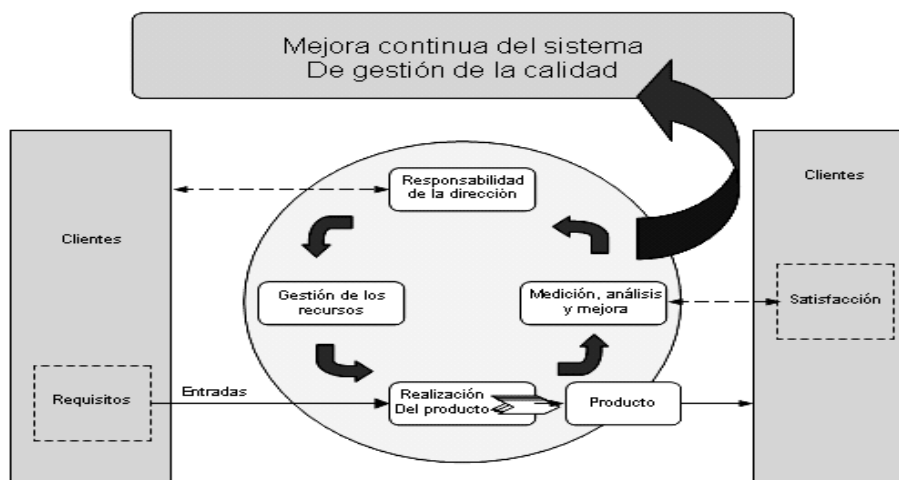 Mejora continua del sistema
De gestión de la calidad
Responsabilidad
de la dirección
Clientes
Clientes
Gestión de los
recursos
Medición, análisis
y mejora
Satisfacción
Requisitos
Entradas
Realización
Del producto
Producto